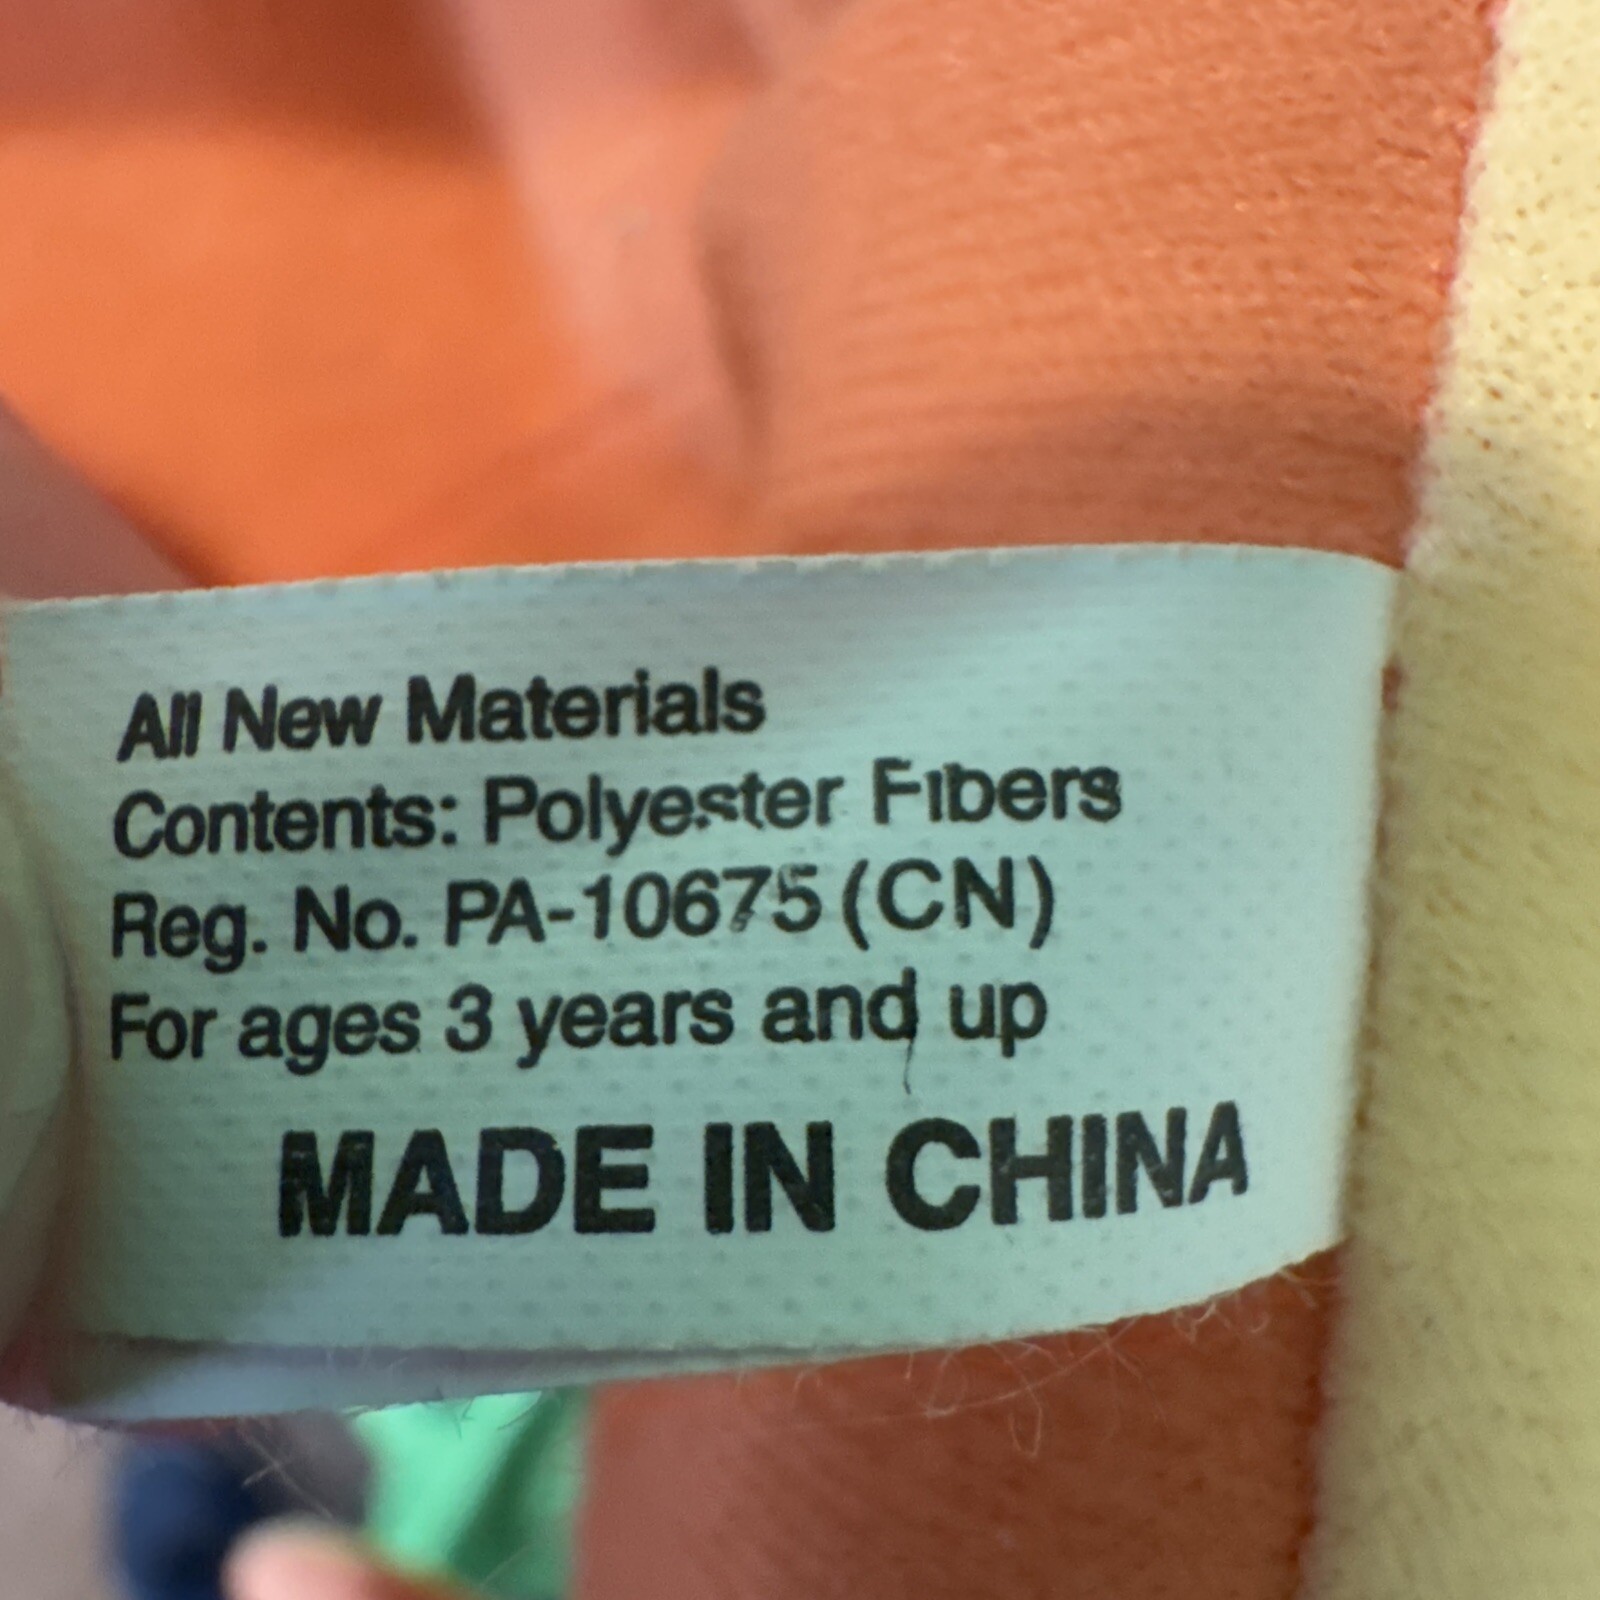 All New Materials
Contents: Polyester Fibers
Reg. No. PA-10675 (CN)
For ages 3 years and up
MADE IN CHINA